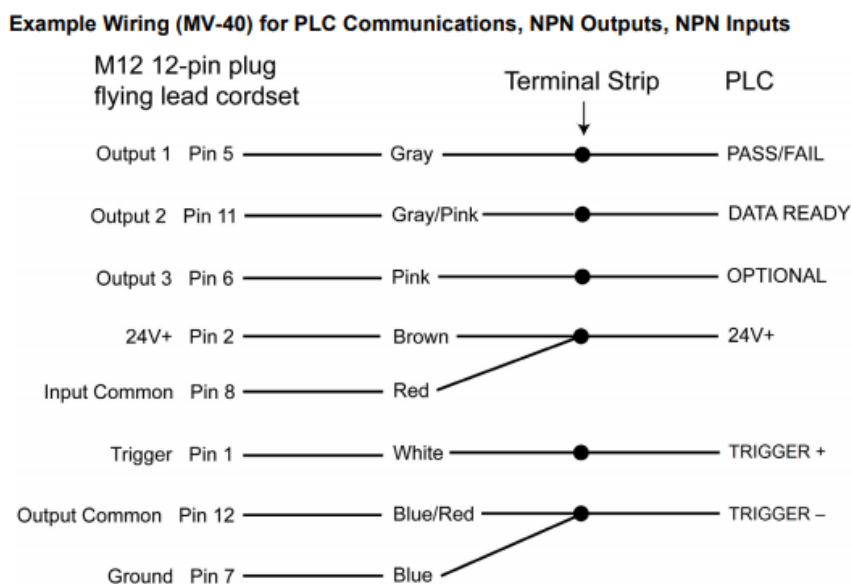 Example Wiring (MV-40) for PLC Communications, NPN Outputs, NPN Inputs
M12 12-pin plug
flying lead cordset
Terminal Strip
PLC
Output 1 Pin 5 Gray PASS/FAIL
Output 2 Pin 11 Gray/Pink DATA READY
Output 3 Pin 6 Pink OPTIONAL
24V+ Pin 2 Brown 24V+
Input Common Pin 8 Red
Trigger Pin 1 White TRIGGER +
Output Common Pin 12 Blue/Red TRIGGER –
Ground Pin 7 Blue